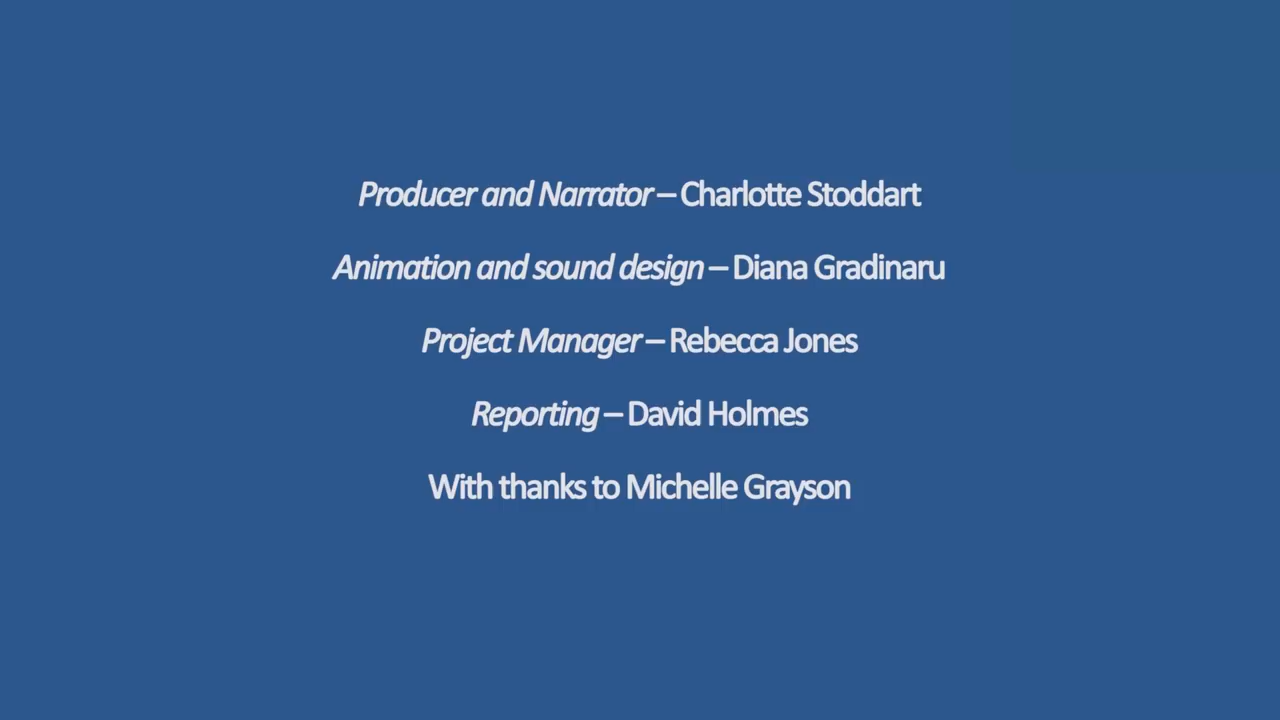 Producer and Narrator – Charlotte Stoddart
Animation and sound design – Diana Gradinaru
Project Manager – Rebecca Jones
Reporting – David Holmes
With thanks to Michelle Grayson